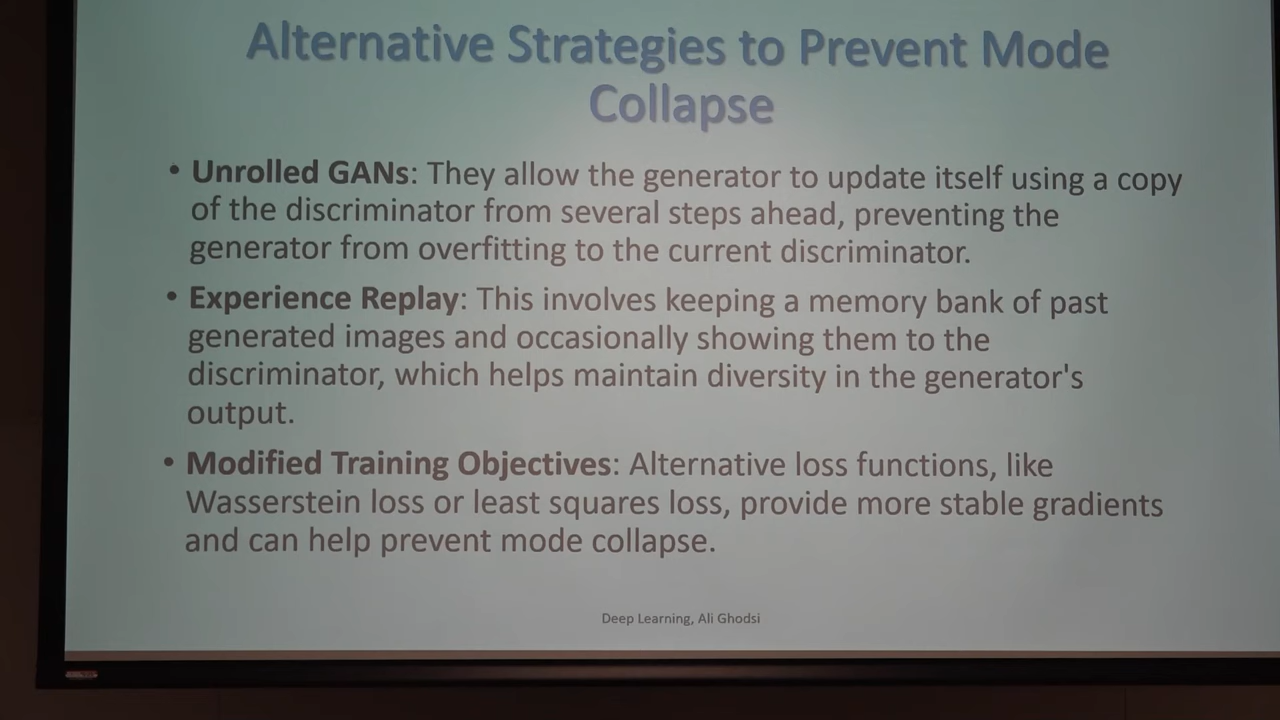 Alternative Strategies to Prevent Mode
Collapse
• Unrolled GANs: They allow the generator to update itself using a copy
of the discriminator from several steps ahead, preventing the
generator from overfitting to the current discriminator.
• Experience Replay: This involves keeping a memory bank of past
generated images and occasionally showing them to the
discriminator, which helps maintain diversity in the generator's
output.
• Modified Training Objectives: Alternative loss functions, like
Wasserstein loss or least squares loss, provide more stable gradients
and can help prevent mode collapse.
Deep Learning, Ali Ghodsi